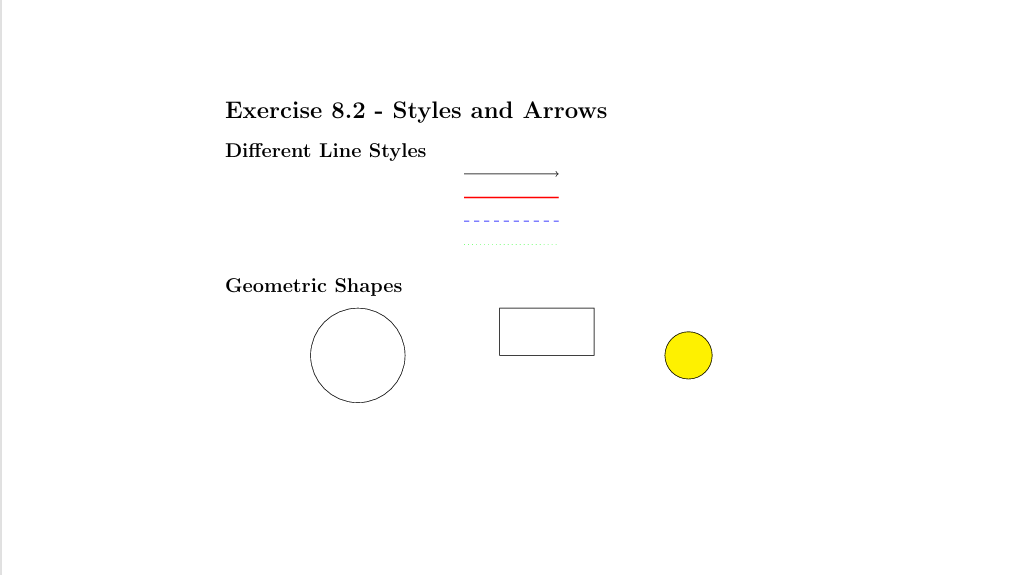 Exercise 8.2 - Styles and Arrows
Different Line Styles
Geometric Shapes